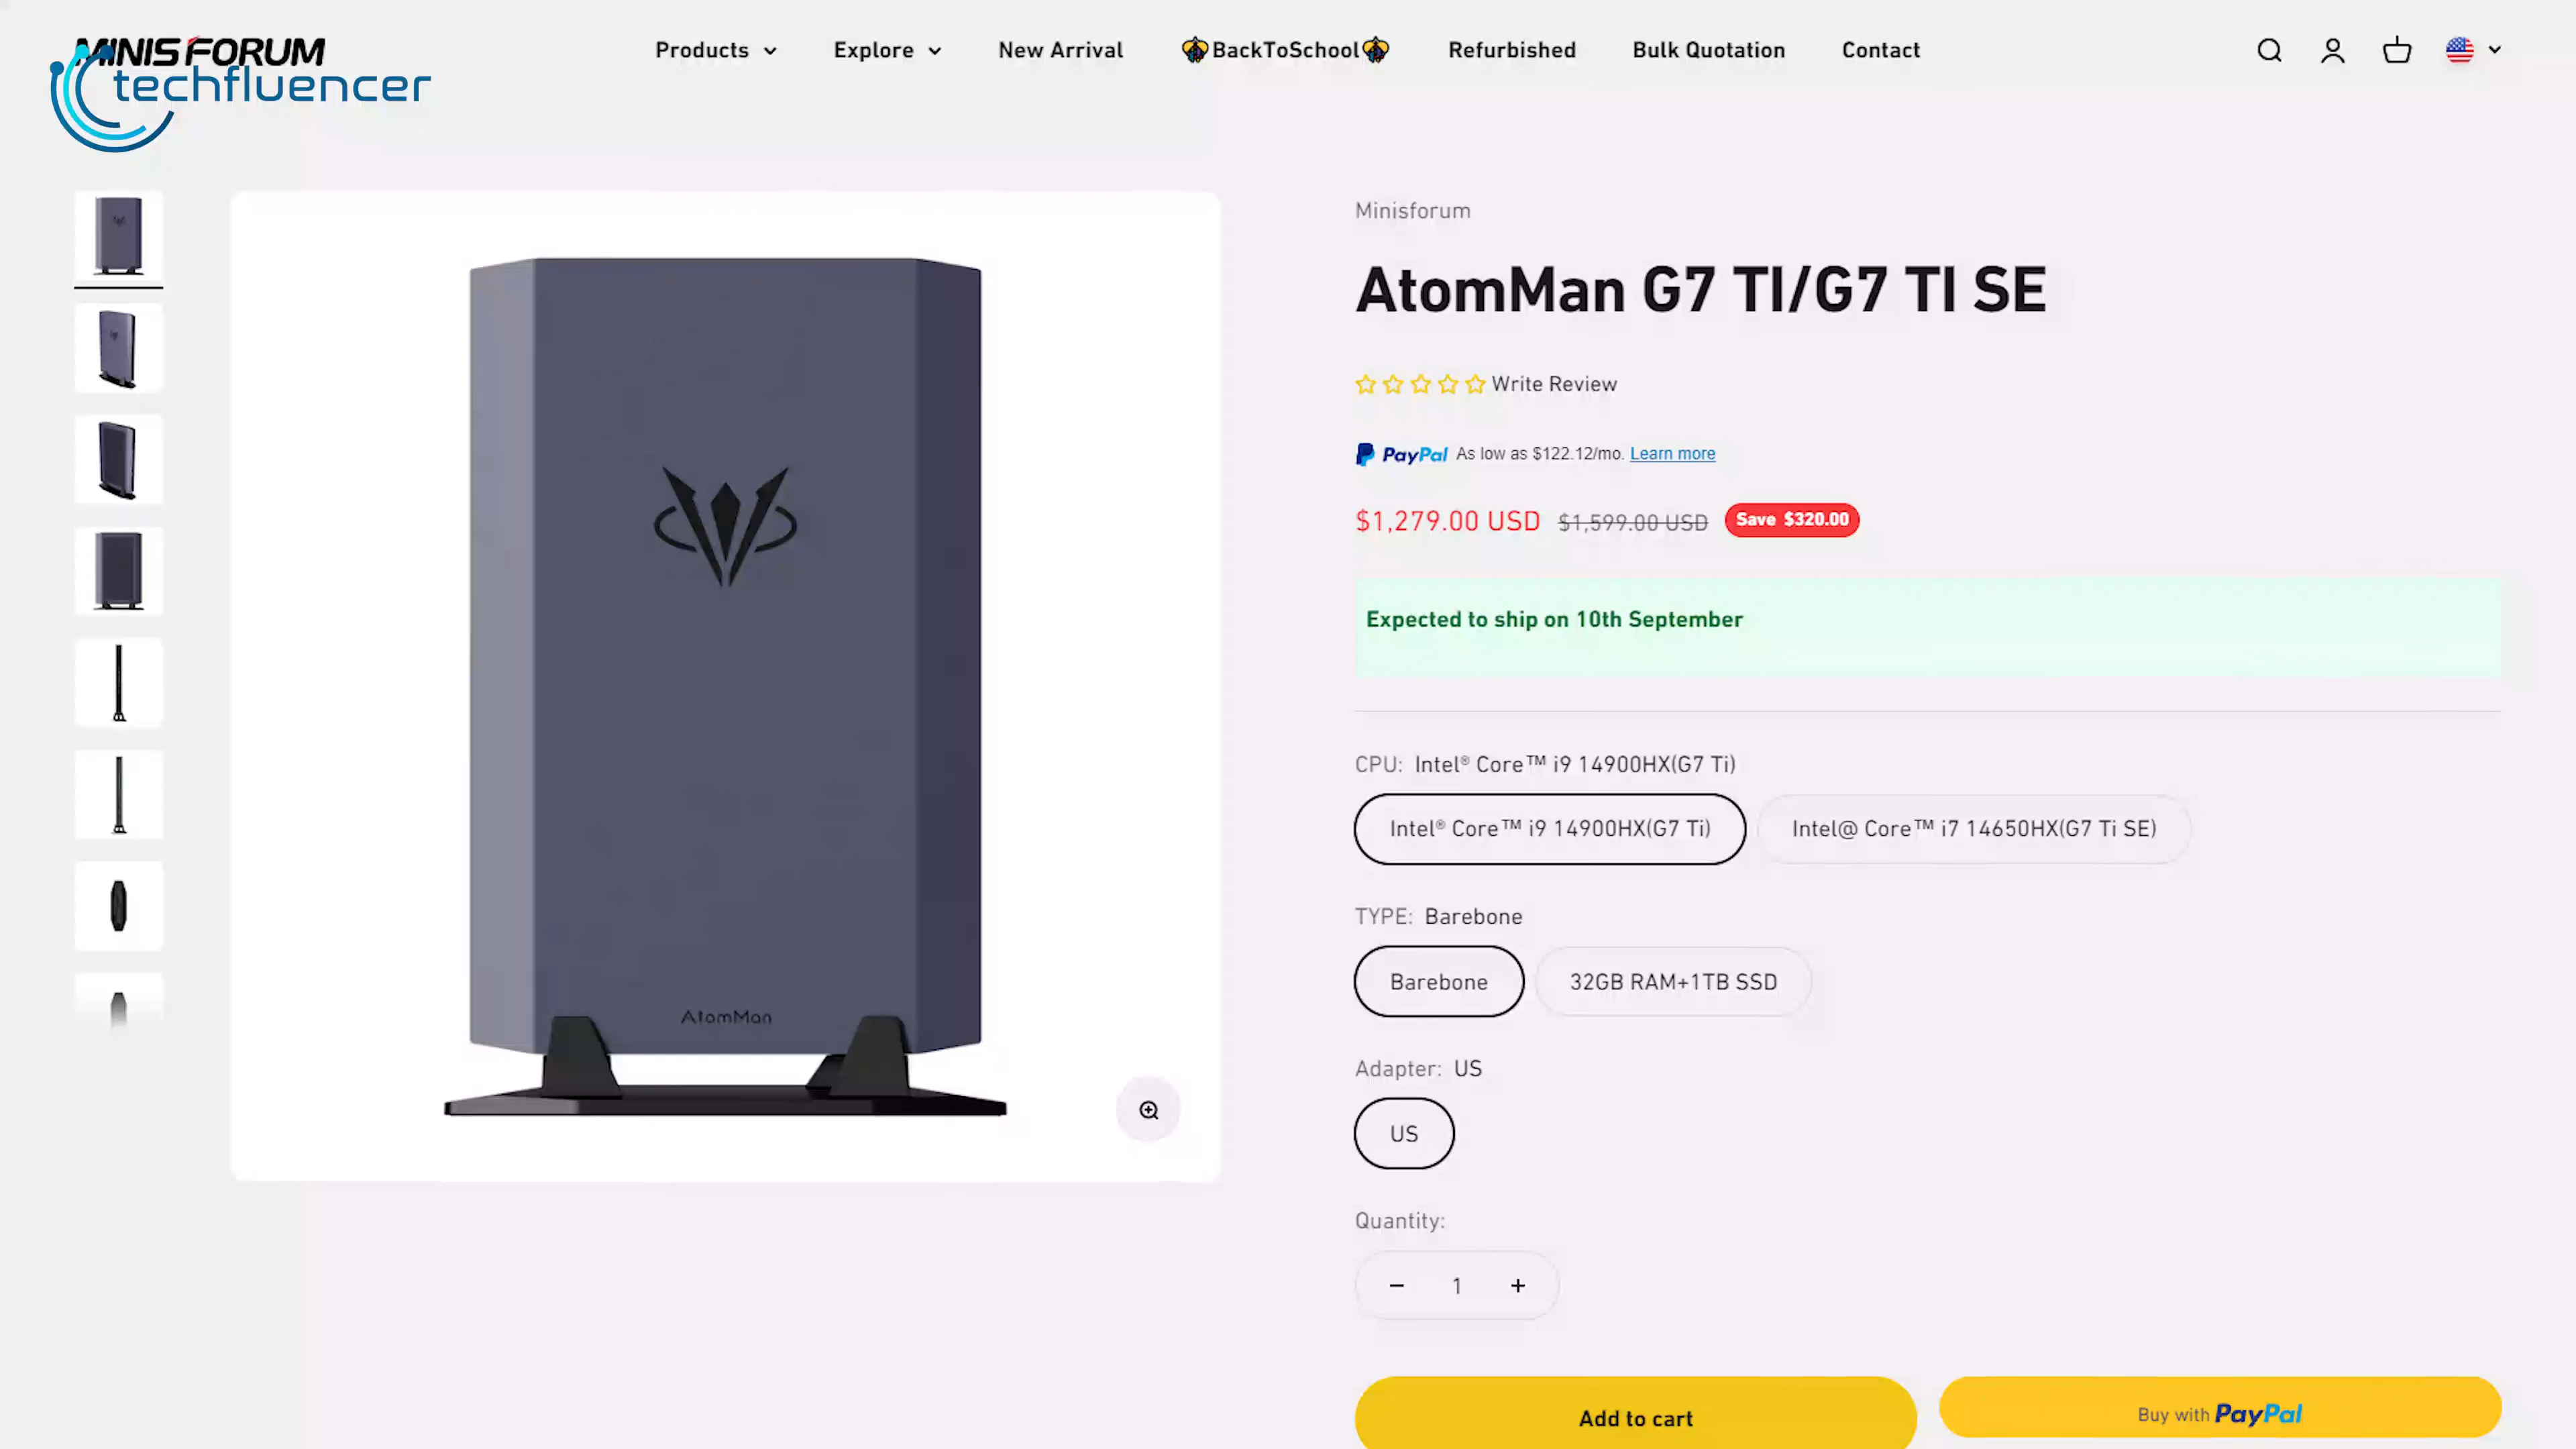 MINISFORUM
techfluencer
Products
Explore
New Arrival
BackToSchool
Refurbished
Bulk Quotation
Contact
Minisforum
AtomMan G7 TI/G7 TI SE
Write Review
PayPal As low as $122.12/mo. Learn more
$1,279.00 USD $1,599.00 USD Save $320.00
Expected to ship on 10th September
CPU: Intel® Core™ i9 14900HX(G7 Ti)
Intel® Core™ i9 14900HX(G7 Ti)
Intel@ Core™ i7 14650HX(G7 Ti SE)
TYPE: Barebone
Barebone
32GB RAM+1TB SSD
Adapter: US
US
Quantity:
− 1 +
Add to cart
Buy with PayPal
AtomMan